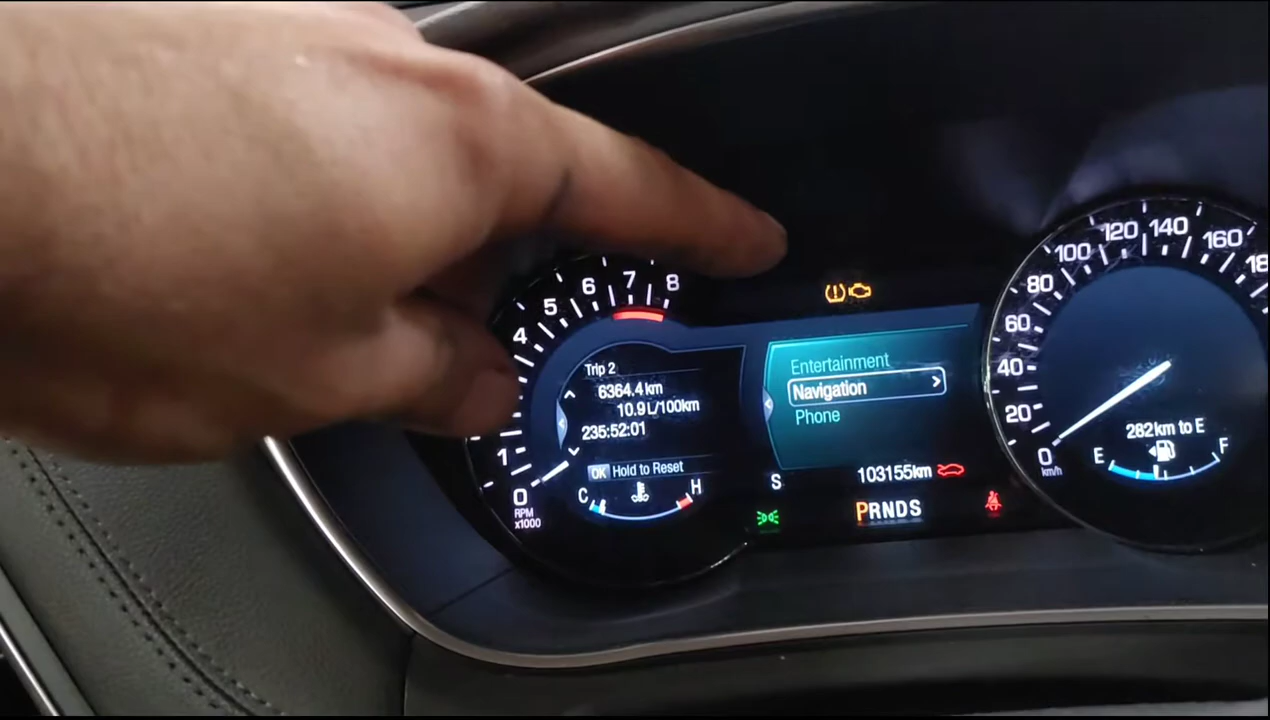 4 5 6 7 8
1
0
RPM
x1000
Trip 2
6364.4 km
10.9 L/100km
235:52:01
OK Hold to Reset
C H
Entertainment
Navigation >
Phone
S
103155km
PRNDS
0 20 40 60 80 100 120 140 160 18
km/h
282km to E
E F